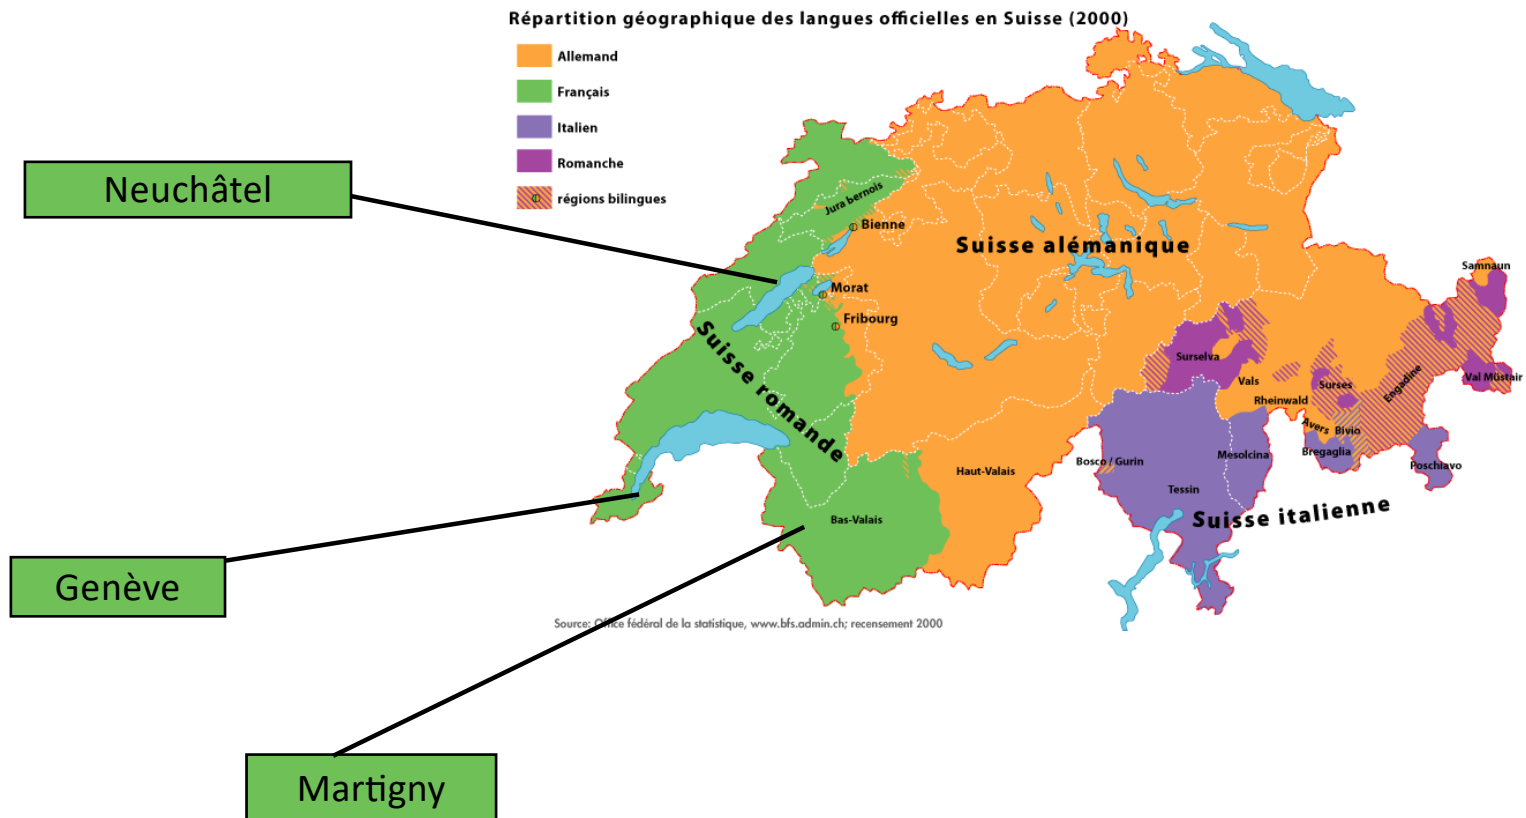 Répartition géographique des langues officielles en Suisse (2000)
Allemand
Français
Italien
Romanche
régions bilingues
Neuchâtel
Genève
Martigny
Jura bernois
Bienne
Morat
Fribourg
Suisse alémanique
Suisse romande
Samnaun
Surselva
Vals
Rheinwald
Surses
Engadine
Val Müstair
Avers
Bivio
Bregaglia
Poschiavo
Mesolcina
Bosco / Gurin
Tessin
Haut-Valais
Bas-Valais
Suisse italienne
Source: Office fédéral de la statistique, www.bfs.admin.ch; recensement 2000